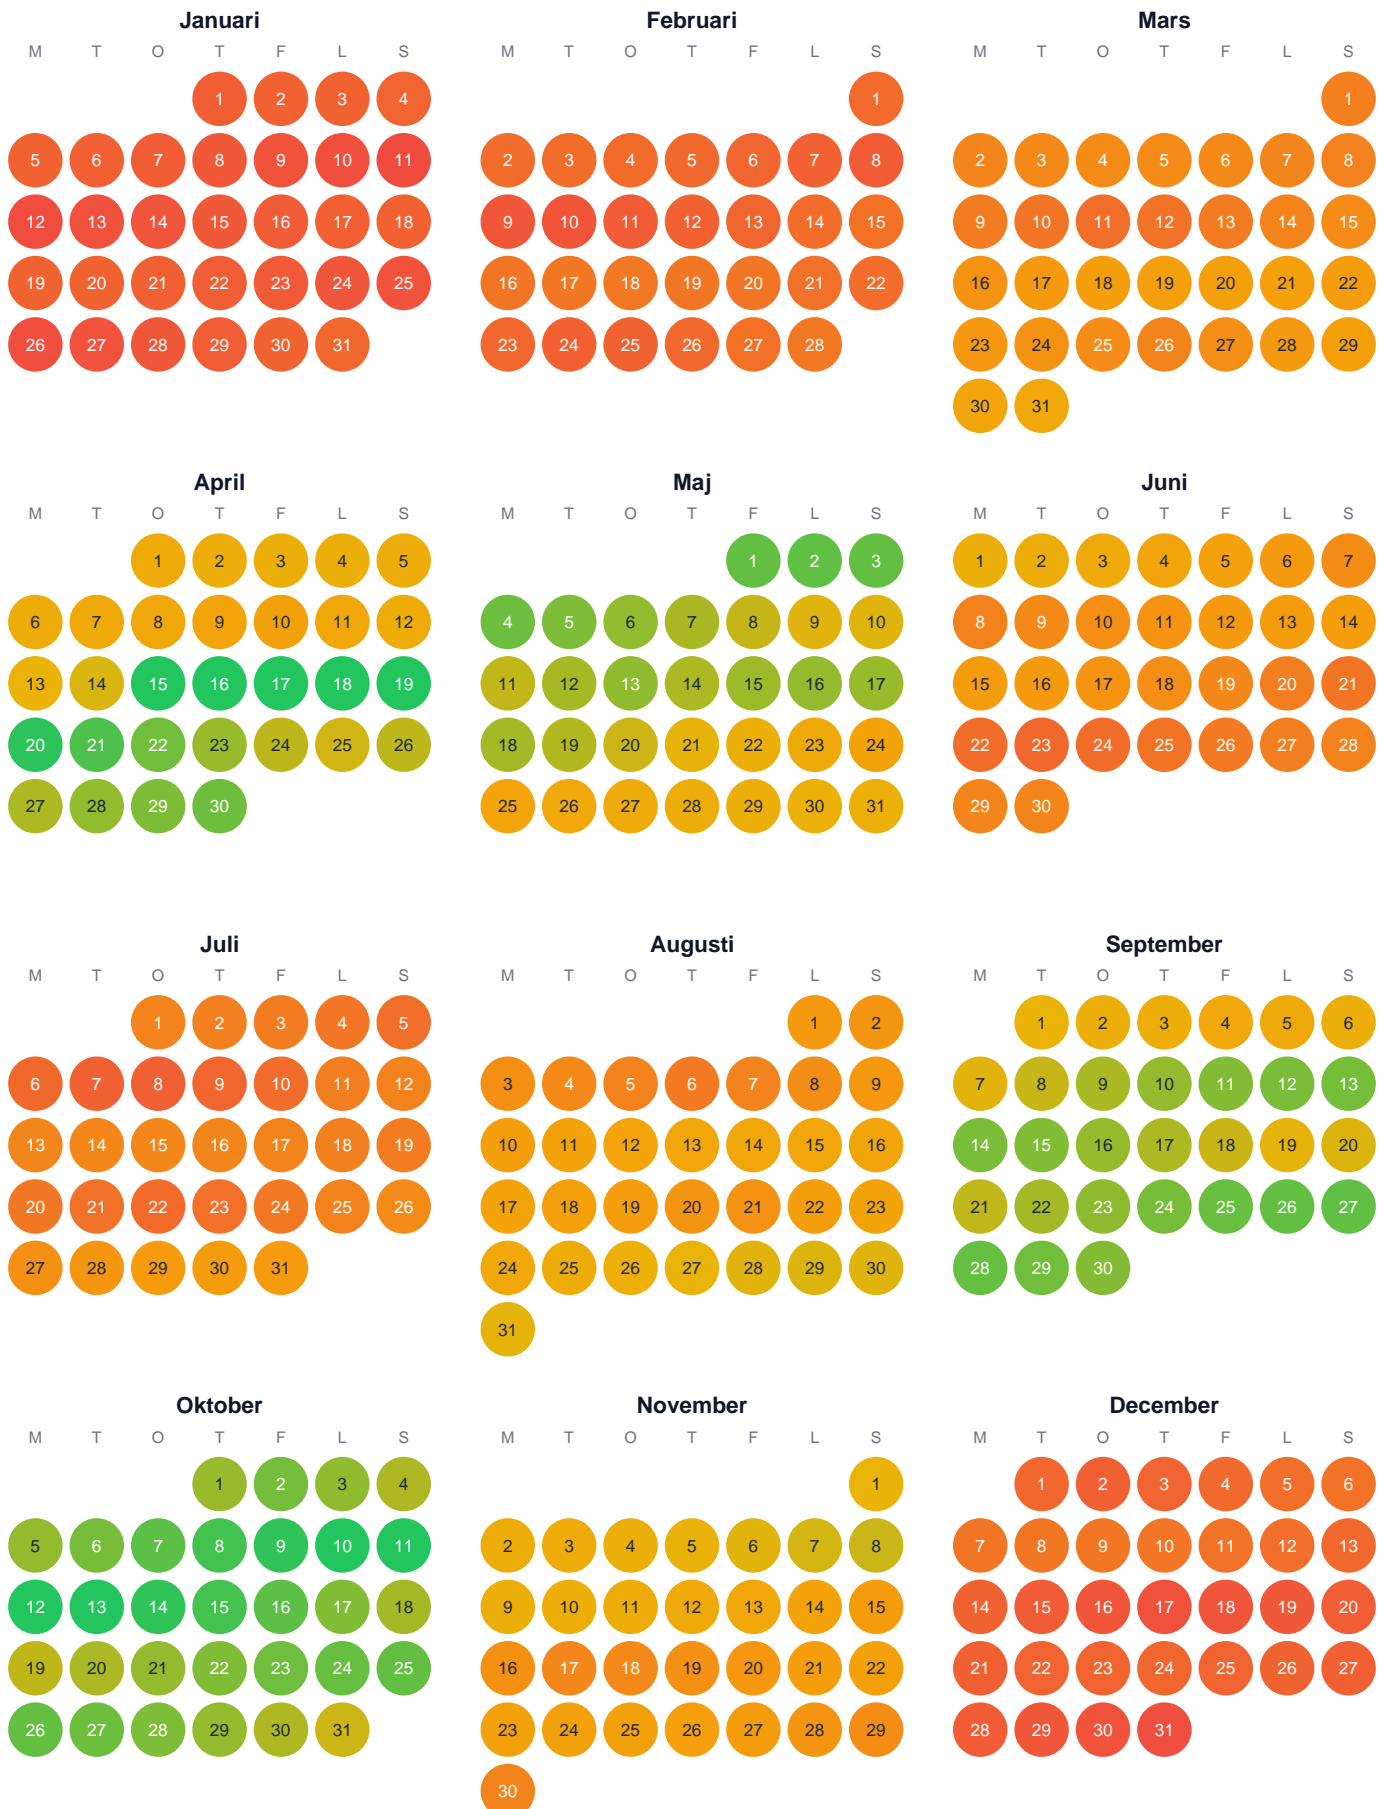 Januari Februari Mars
M T O T F L S M T O T F L S M T O T F L S
1 2 3 4 1 1
5 6 7 8 9 10 11 2 3 4 5 6 7 8 2 3 4 5 6 7 8
12 13 14 15 16 17 18 9 10 11 12 13 14 15 9 10 11 12 13 14 15
19 20 21 22 23 24 25 16 17 18 19 20 21 22 16 17 18 19 20 21 22
26 27 28 29 30 31 23 24 25 26 27 28 23 24 25 26 27 28 29
30 31
April Maj Juni
M T O T F L S M T O T F L S M T O T F L S
1 2 3 4 5 1 2 3 1 2 3 4 5 6 7
6 7 8 9 10 11 12 4 5 6 7 8 9 10 8 9 10 11 12 13 14
13 14 15 16 17 18 19 11 12 13 14 15 16 17 15 16 17 18 19 20 21
20 21 22 23 24 25 26 18 19 20 21 22 23 24 22 23 24 25 26 27 28
27 28 29 30 25 26 27 28 29 30 31 29 30
Juli Augusti September
M T O T F L S M T O T F L S M T O T F L S
1 2 3 4 5 1 2 1 2 3 4 5 6
6 7 8 9 10 11 12 3 4 5 6 7 8 9 7 8 9 10 11 12 13
13 14 15 16 17 18 19 10 11 12 13 14 15 16 14 15 16 17 18 19 20
20 21 22 23 24 25 26 17 18 19 20 21 22 23 21 22 23 24 25 26 27
27 28 29 30 31 24 25 26 27 28 29 30 28 29 30
31
Oktober November December
M T O T F L S M T O T F L S M T O T F L S
1 2 3 4 1 1 2 3 4 5 6
5 6 7 8 9 10 11 2 3 4 5 6 7 8 7 8 9 10 11 12 13
12 13 14 15 16 17 18 9 10 11 12 13 14 15 14 15 16 17 18 19 20
19 20 21 22 23 24 25 16 17 18 19 20 21 22 21 22 23 24 25 26 27
26 27 28 29 30 31 23 24 25 26 27 28 29 28 29 30 31
30